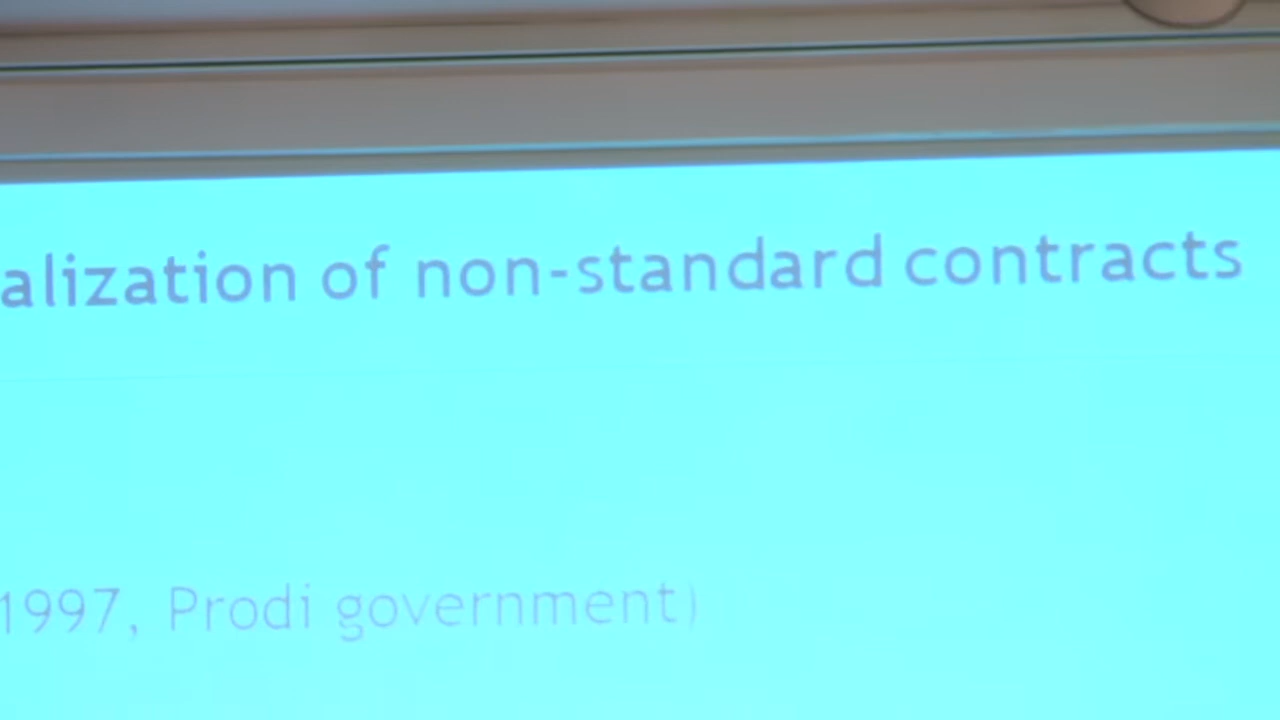 alization of non-standard contracts
1997, Prodi government)